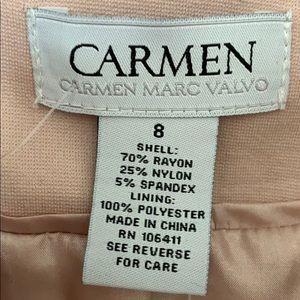 CARMEN
CARMEN MARC VALVO
8
SHELL:
70% RAYON
25% NYLON
5% SPANDEX
LINING:
100% POLYESTER
MADE IN CHINA
RN 106411
SEE REVERSE
FOR CARE